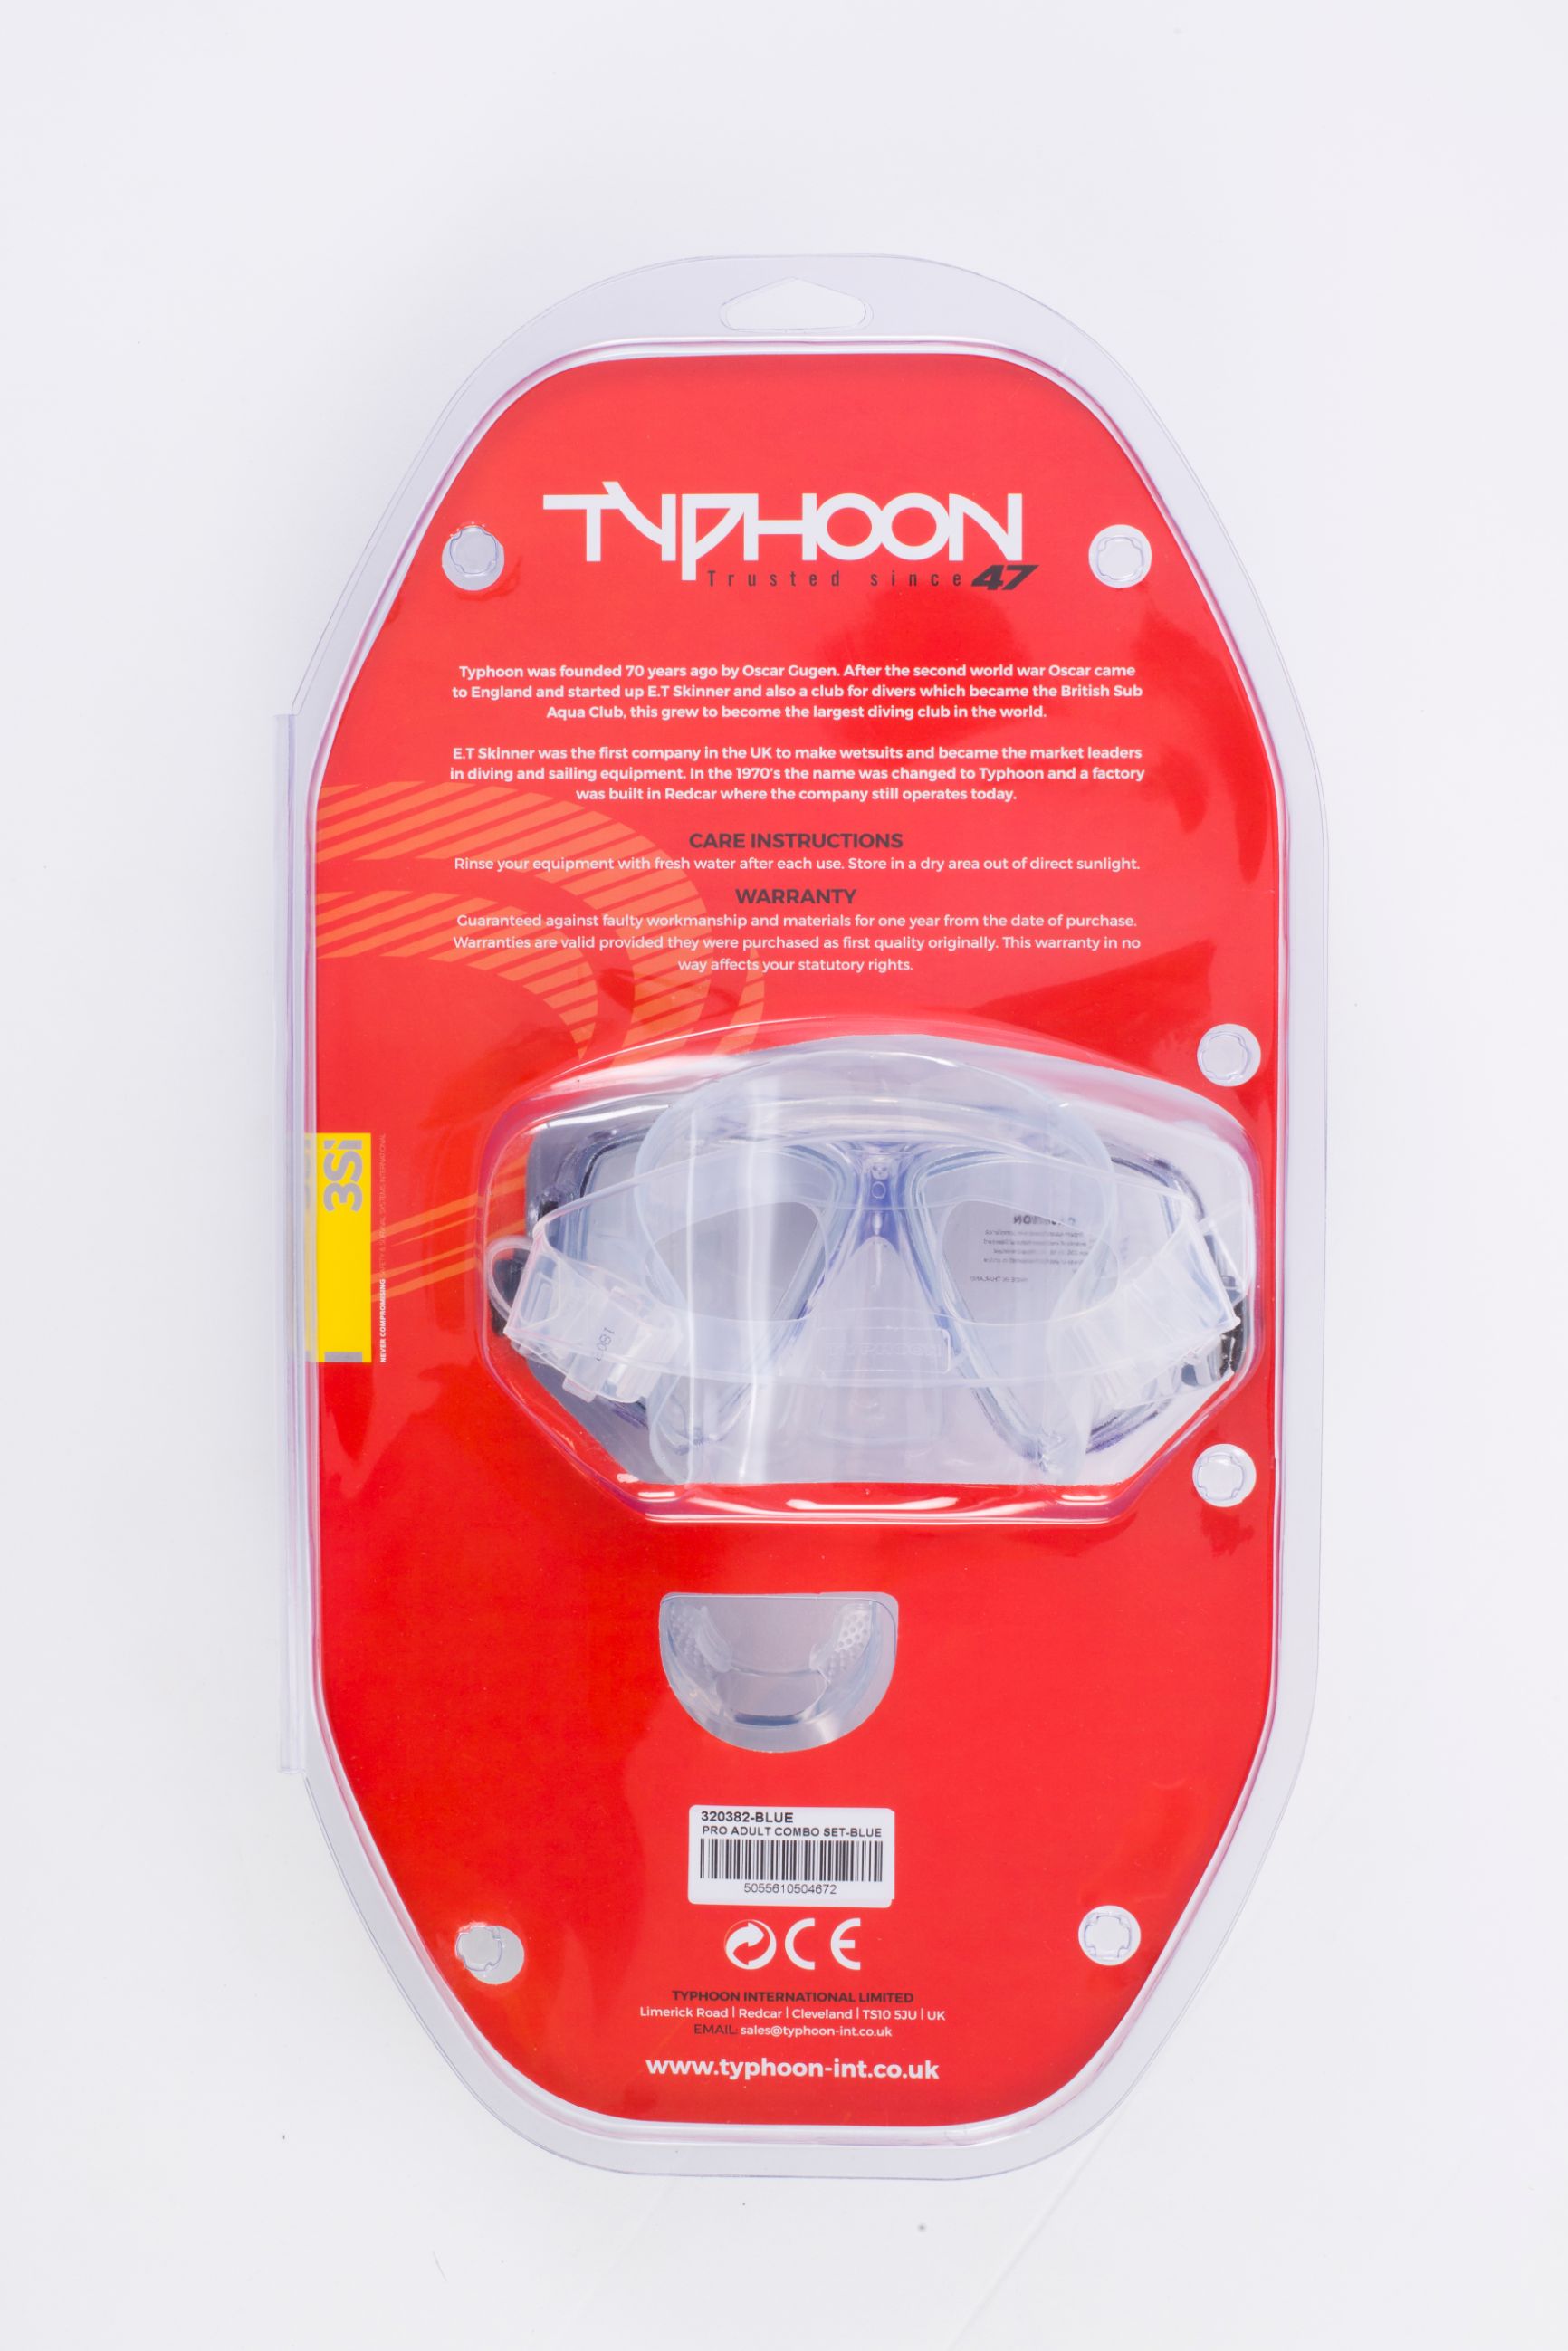 TYPHOON
Trusted since 47
Typhoon was founded 70 years ago by Oscar Gugen. After the second world war Oscar came
to England and started up E.T Skinner and also a club for divers which became the British Sub
Aqua Club, this grew to become the largest diving club in the world.
E.T Skinner was the first company in the UK to make wetsuits and became the market leaders
in diving and sailing equipment. In the 1970's the name was changed to Typhoon and a factory
was built in Redcar where the company still operates today.
CARE INSTRUCTIONS
Rinse your equipment with fresh water after each use. Store in a dry area out of direct sunlight.
WARRANTY
Guaranteed against faulty workmanship and materials for one year from the date of purchase.
Warranties are valid provided they were purchased as first quality originally. This warranty in no
way affects your statutory rights.
3Si
NEVER COMPROMISING
TYPHOON
320382-BLUE
PRO ADULT COMBO SET-BLUE
5055610504672
CE
TYPHOON INTERNATIONAL LIMITED
Limerick Road | Redcar | Cleveland | TS10 5JU | UK
EMAIL: sales@typhoon-int.co.uk
www.typhoon-int.co.uk